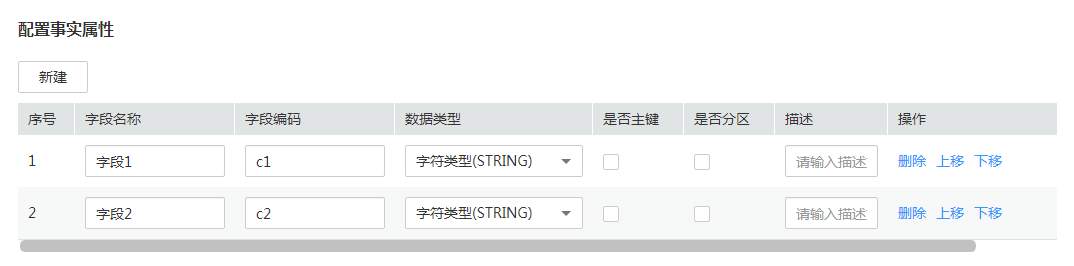 配置事实属性
新建
序号 字段名称 字段编码 数据类型 是否主键 是否分区 描述 操作
1 字段1 c1 字符类型(STRING) 请输入描述 删除 上移 下移
2 字段2 c2 字符类型(STRING) 请输入描述 删除 上移 下移